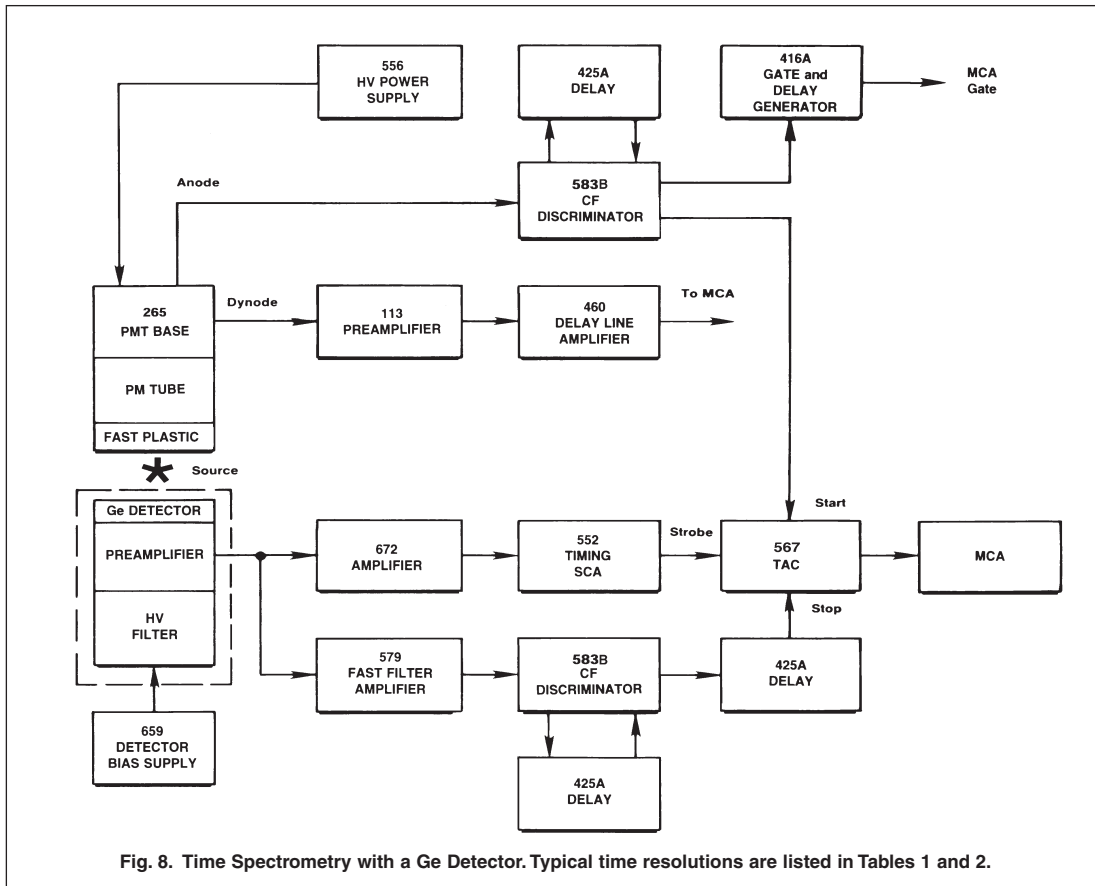 556
HV POWER
SUPPLY
425A
DELAY
416A
GATE and
DELAY
GENERATOR
MCA
Gate
Anode
583B
CF
DISCRIMINATOR
265
PMT BASE
PM TUBE
FAST PLASTIC
Dynode
113
PREAMPLIFIER
460
DELAY LINE
AMPLIFIER
To MCA
Source
Ge DETECTOR
PREAMPLIFIER
HV
FILTER
672
AMPLIFIER
552
TIMING
SCA
Strobe
Start
567
TAC
MCA
Stop
579
FAST FILTER
AMPLIFIER
583B
CF
DISCRIMINATOR
425A
DELAY
659
DETECTOR
BIAS SUPPLY
425A
DELAY
Fig. 8. Time Spectrometry with a Ge Detector. Typical time resolutions are listed in Tables 1 and 2.